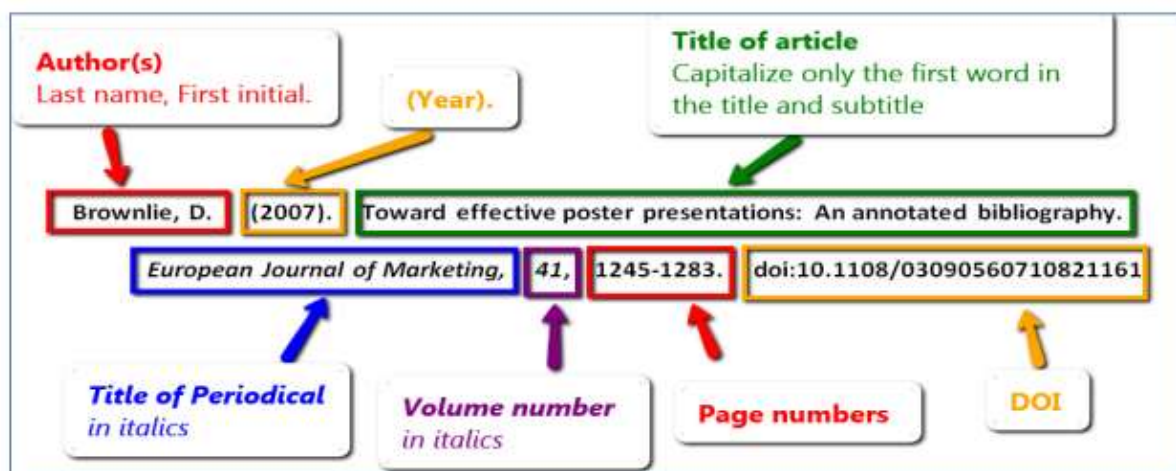 Author(s)
Last name, First initial.
(Year).
Title of article
Capitalize only the first word in
the title and subtitle
Brownlie, D. (2007). Toward effective poster presentations: An annotated bibliography.
European Journal of Marketing, 41, 1245-1283. doi:10.1108/03090560710821161
Title of Periodical
in italics
Volume number
in italics
Page numbers
DOI